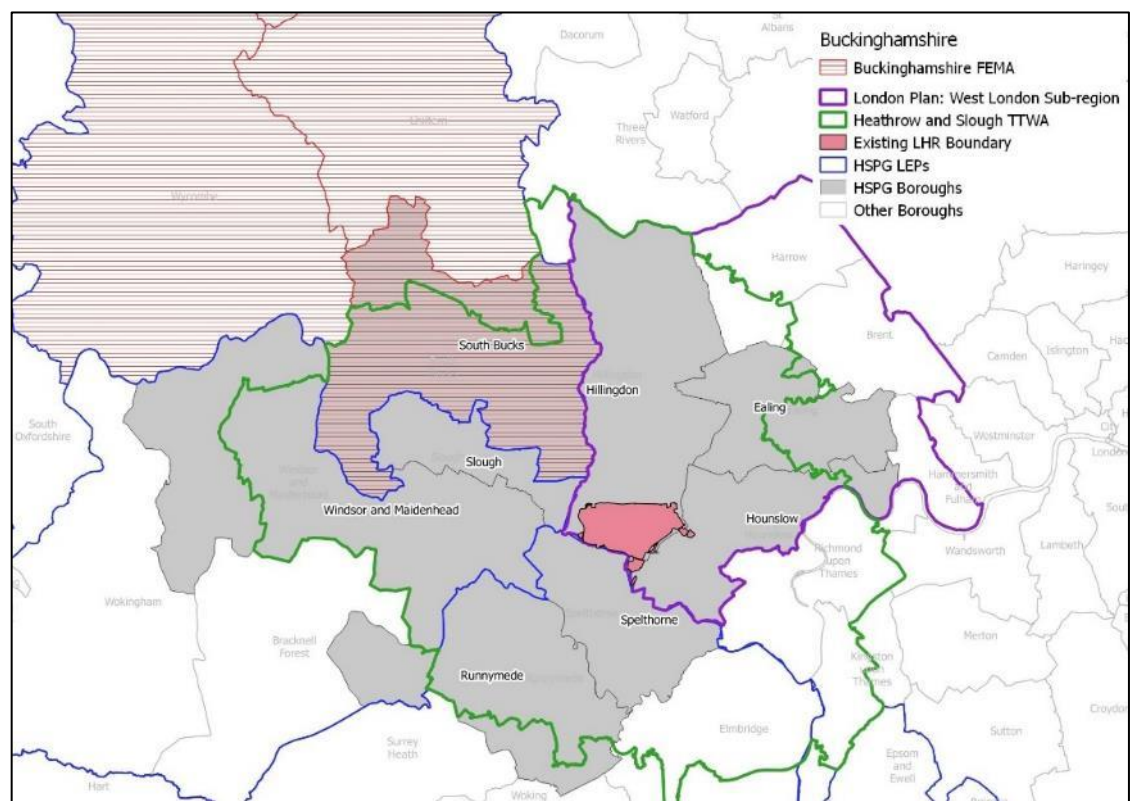 Buckinghamshire
Buckinghamshire FEMA
London Plan: West London Sub-region
Heathrow and Slough TTWA
Existing LHR Boundary
HSPG LEPs
HSPG Boroughs
Other Boroughs
Dacorum
St
Albans
Three
Rivers
Watford
Chiltern
Wycombe
Harrow
Haringey
Brent
Camden
Islington
South Bucks
Hillingdon
Ealing
South
Oxfordshire
Westminster
City
London
Slough
Hammersmith
and
Fulham
Windsor and Maidenhead
Hounslow
Richmond
upon
Thames
Wandsworth
Lambeth
Wokingham
Spelthorne
Bracknell
Forest
Merton
Runnymede
Kingston
upon
Thames
Elmbridge
Croydon
Sutton
Surrey
Heath
Epsom
and
Ewell
Hart
Woking